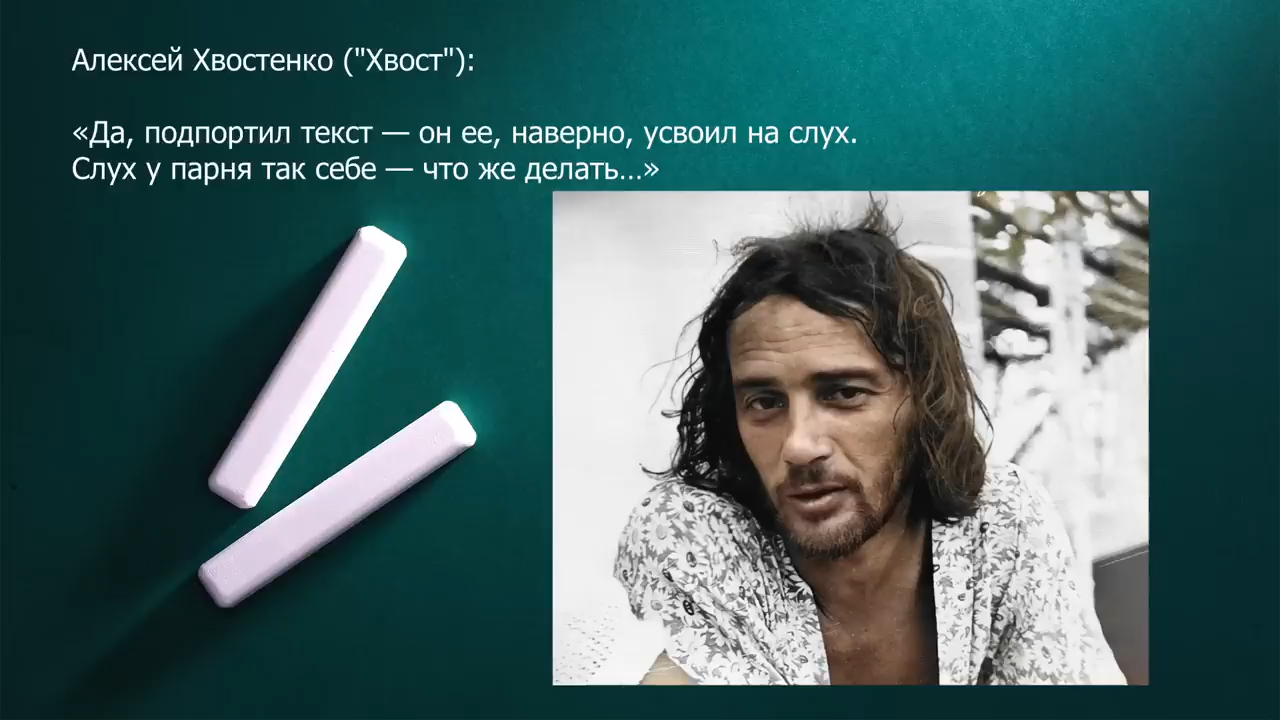 Алексей Хвостенко ("Хвост"):
«Да, подпортил текст — он ее, наверно, усвоил на слух.
Слух у парня так себе — что же делать...»